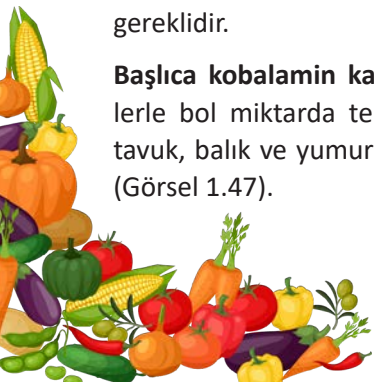 gereklidir.
Başlıca kobalamin ka
lerle bol miktarda te
tavuk, balık ve yumur
(Görsel 1.47).